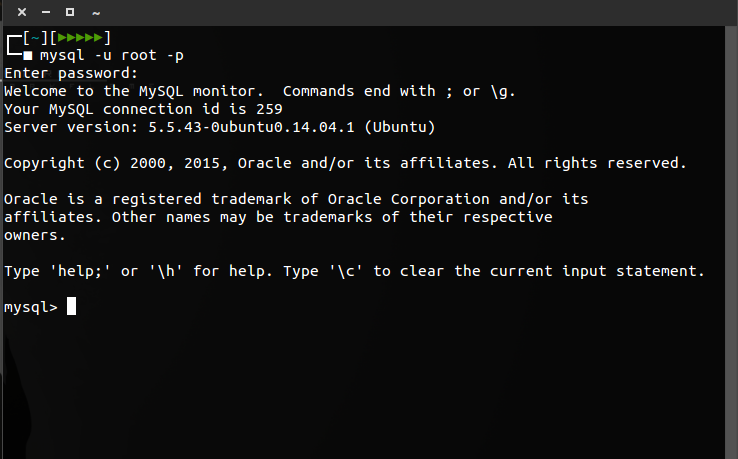 ~
[~][▶▶▶▶▶]
mysql -u root -p
Enter password:
Welcome to the MySQL monitor.  Commands end with ; or \g.
Your MySQL connection id is 259
Server version: 5.5.43-0ubuntu0.14.04.1 (Ubuntu)
Copyright (c) 2000, 2015, Oracle and/or its affiliates. All rights reserved.
Oracle is a registered trademark of Oracle Corporation and/or its
affiliates. Other names may be trademarks of their respective
owners.
Type 'help;' or '\h' for help. Type '\c' to clear the current input statement.
mysql>